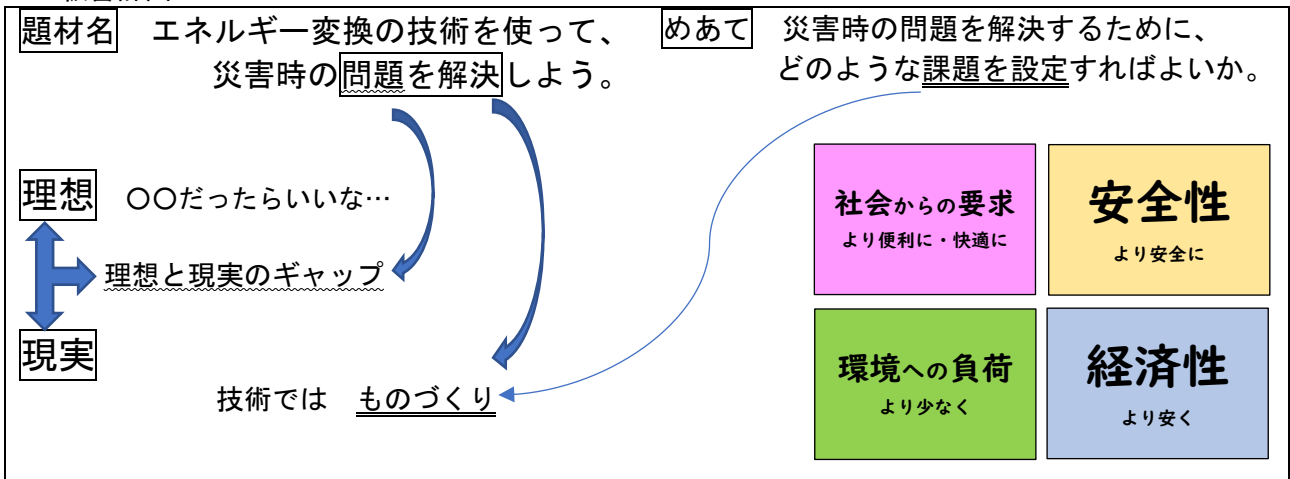 題材名 エネルギー変換の技術を使って、
災害時の問題を解決しよう。
めあて 災害時の問題を解決するために、
どのような課題を設定すればよいか。
理想 〇〇だったらいいな…
理想と現実のギャップ
現実
技術では ものづくり
社会からの要求
より便利に・快適に
安全性
より安全に
環境への負荷
より少なく
経済性
より安く